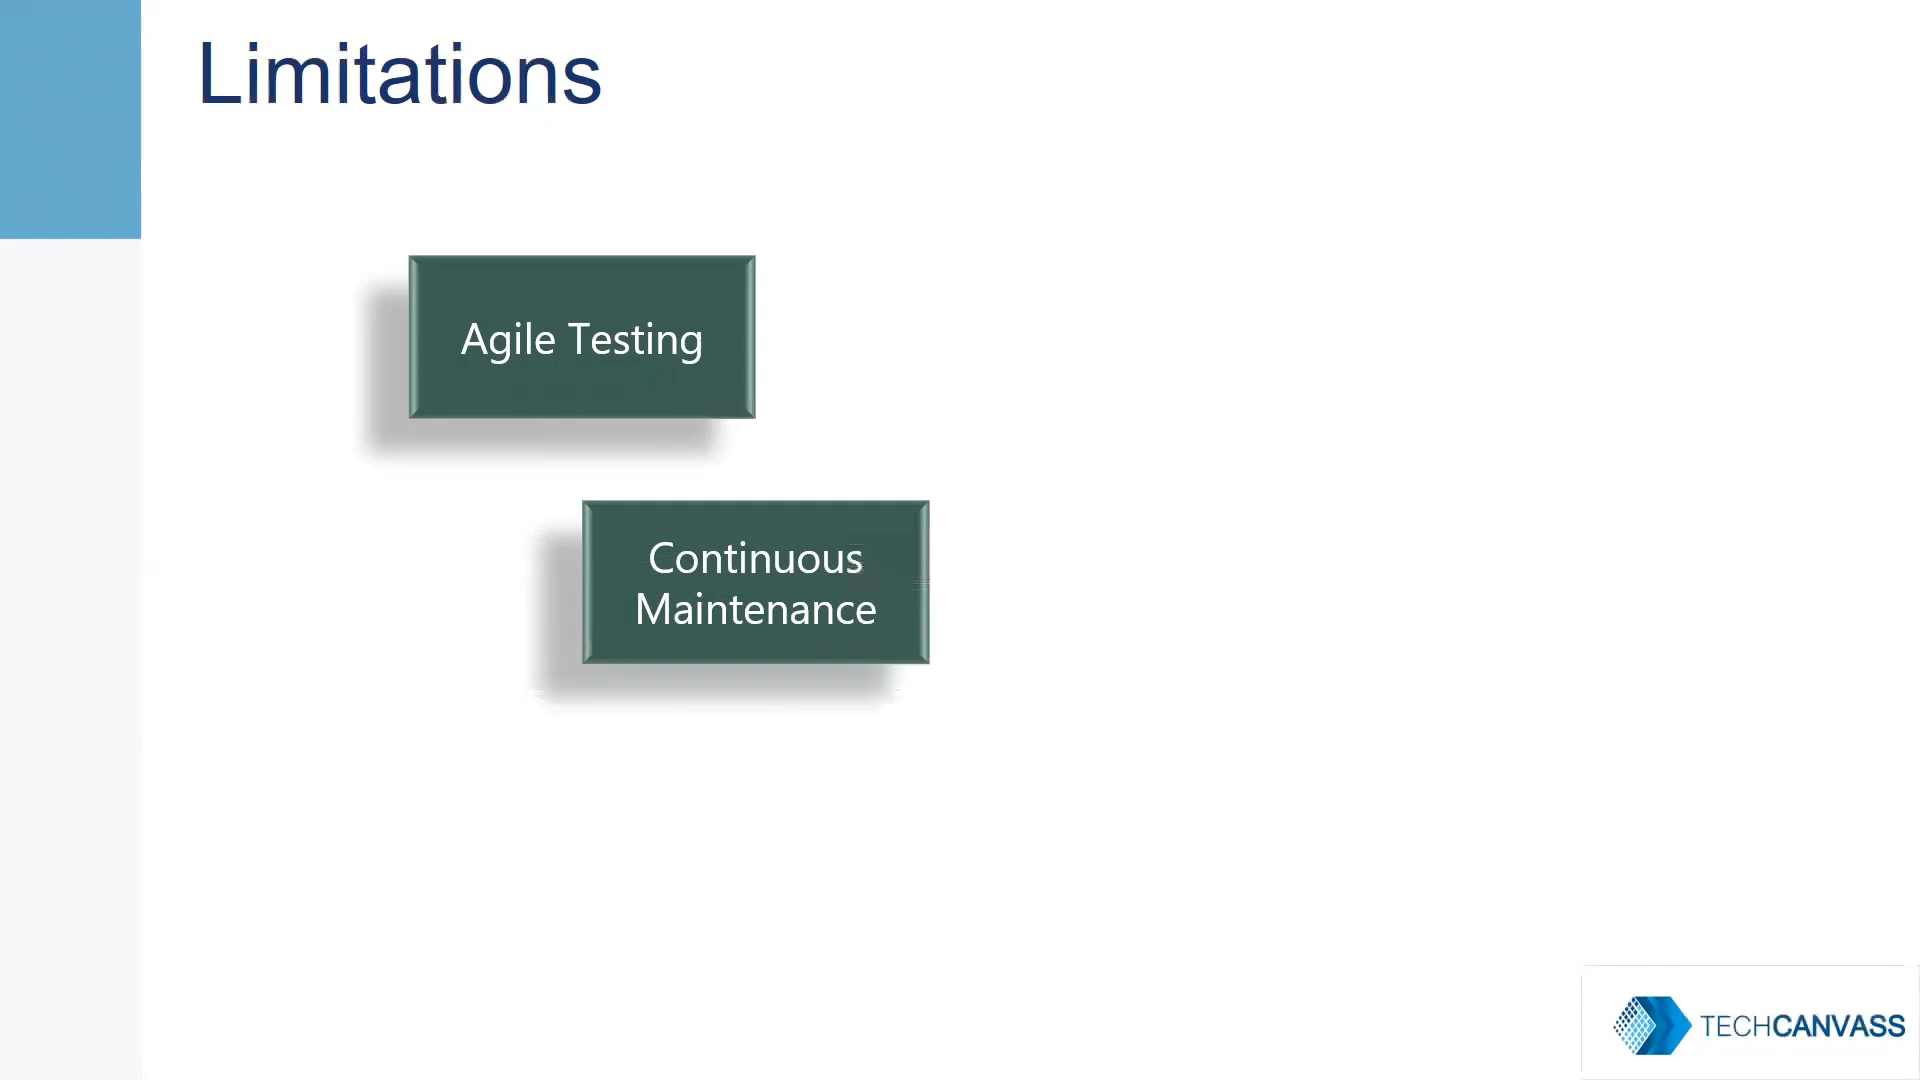 Limitations
Agile Testing
Continuous
Maintenance
TECHCANVASS